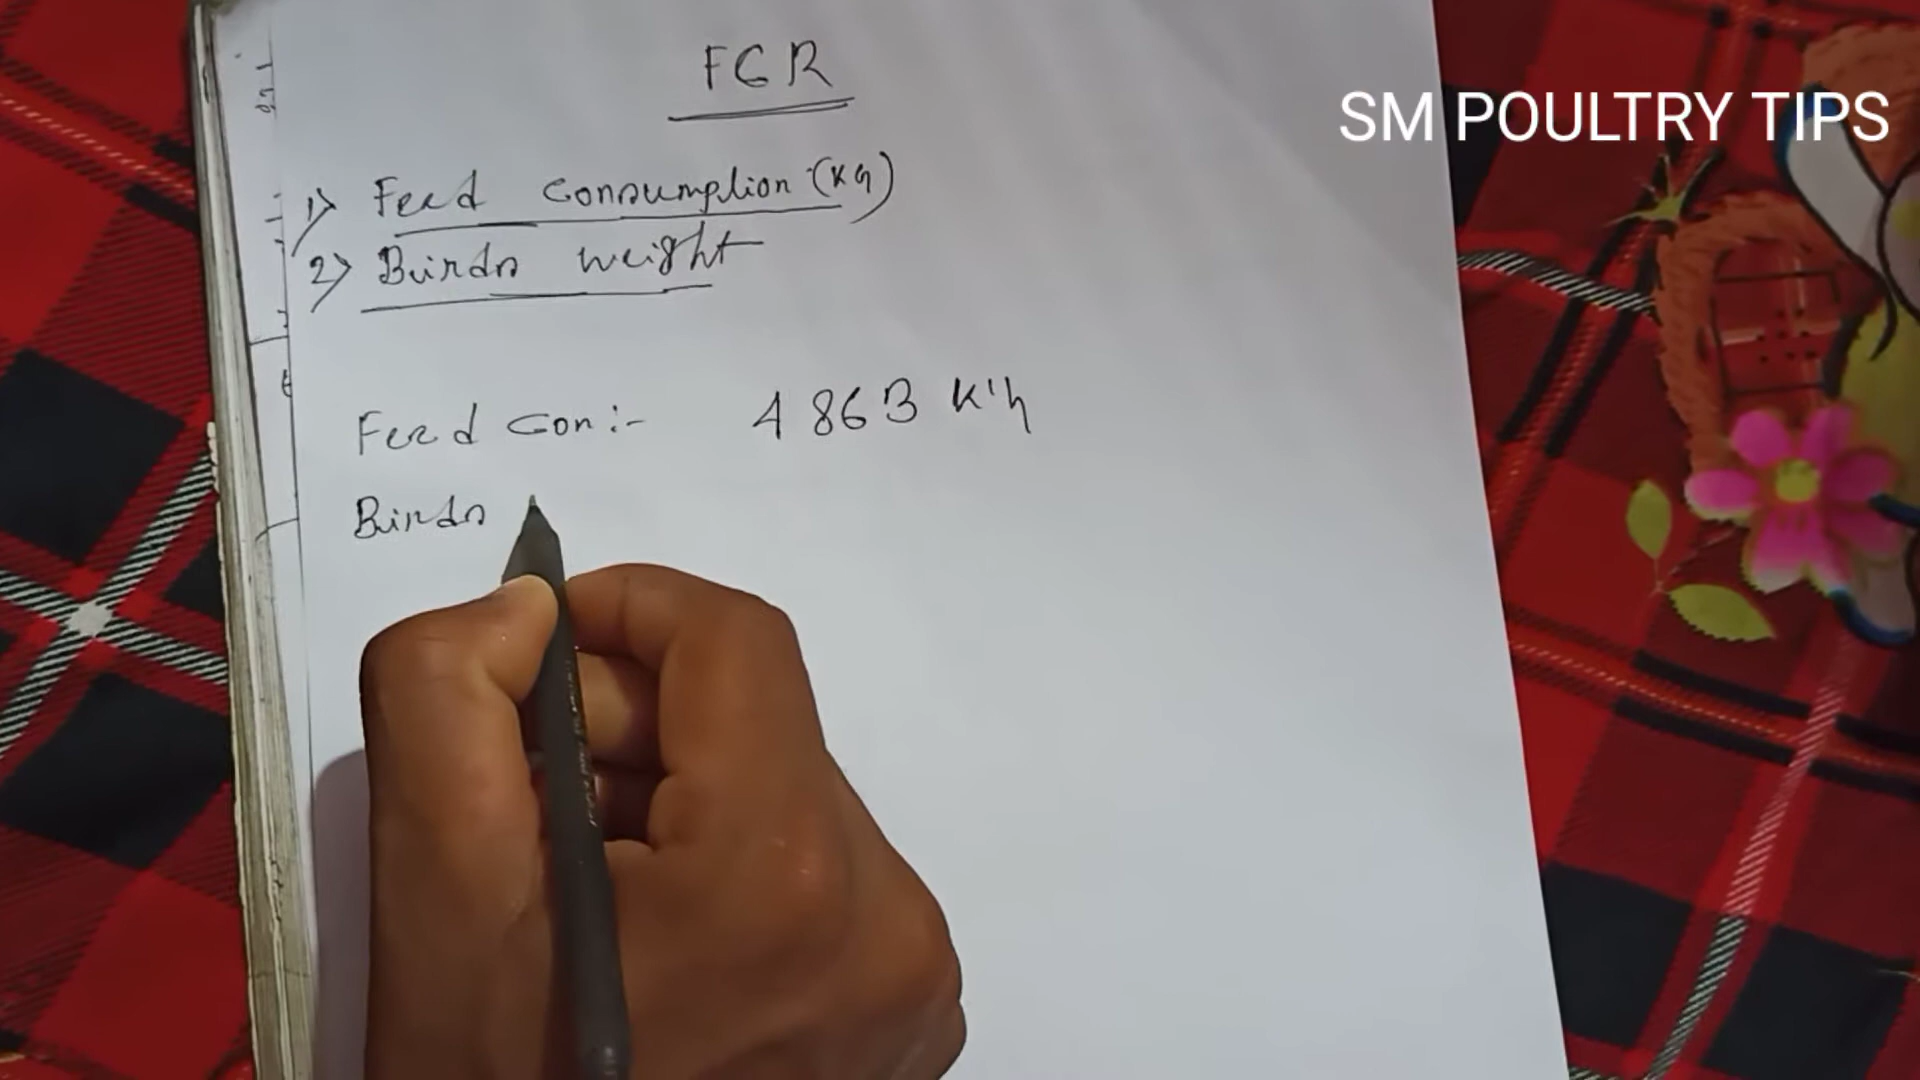 FCR
SM POULTRY TIPS
1) Feed Consumption (KG)
2) Birds weight
Feed Con:- 4863 KG
Birds